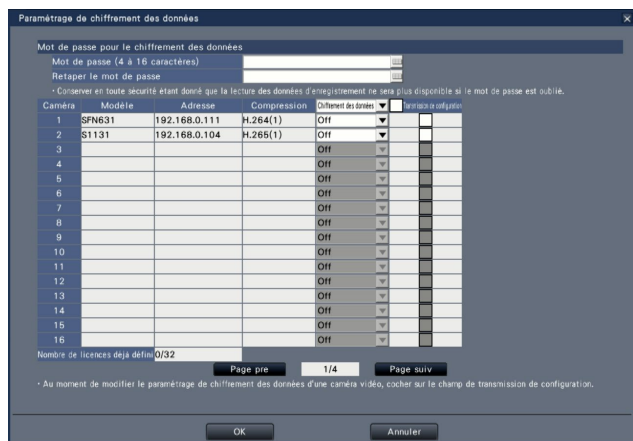 Paramétrage de chiffrement des données
Mot de passe pour le chiffrement des données
Mot de passe (4 à 16 caractères)
Retaper le mot de passe
• Conserver en toute sécurité étant donné que la lecture des données d'enregistrement ne sera plus disponible si le mot de passe est oublié.
Caméra Modèle Adresse Compression Chiffrement des données Transmission de configuration
1 SFN631 192.168.0.111 H.264(1) Off
2 S1131 192.168.0.104 H.265(1) Off
3 Off
4 Off
5 Off
6 Off
7 Off
8 Off
9 Off
10 Off
11 Off
12 Off
13 Off
14 Off
15 Off
16 Off
Nombre de licences déjà défini 0/32
Page pre 1/4 Page suiv
• Au moment de modifier le paramétrage de chiffrement des données d'une caméra vidéo, cocher sur le champ de transmission de configuration.
OK Annuler